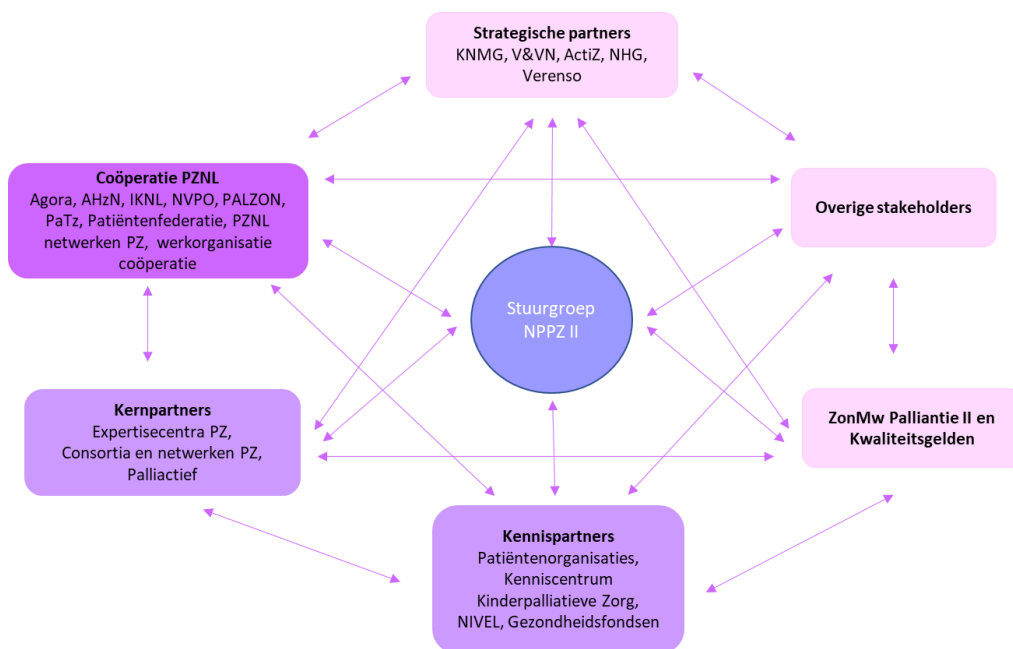 Strategische partners
KNMG, V&VN, ActiZ, NHG,
Verenso
Coöperatie PZNL
Agora, AHzN, IKNL, NVPO, PALZON,
PaTz, Patiëntenfederatie, PZNL
netwerken PZ, werkorganisatie
coöperatie
Overige stakeholders
Stuurgroep
NPPZ II
Kernpartners
Expertisecentra PZ,
Consortia en netwerken PZ,
Palliactief
ZonMw Palliantie II en
Kwaliteitsgelden
Kennispartners
Patiëntenorganisaties,
Kenniscentrum
Kinderpalliatieve Zorg,
NIVEL, Gezondheidsfondsen